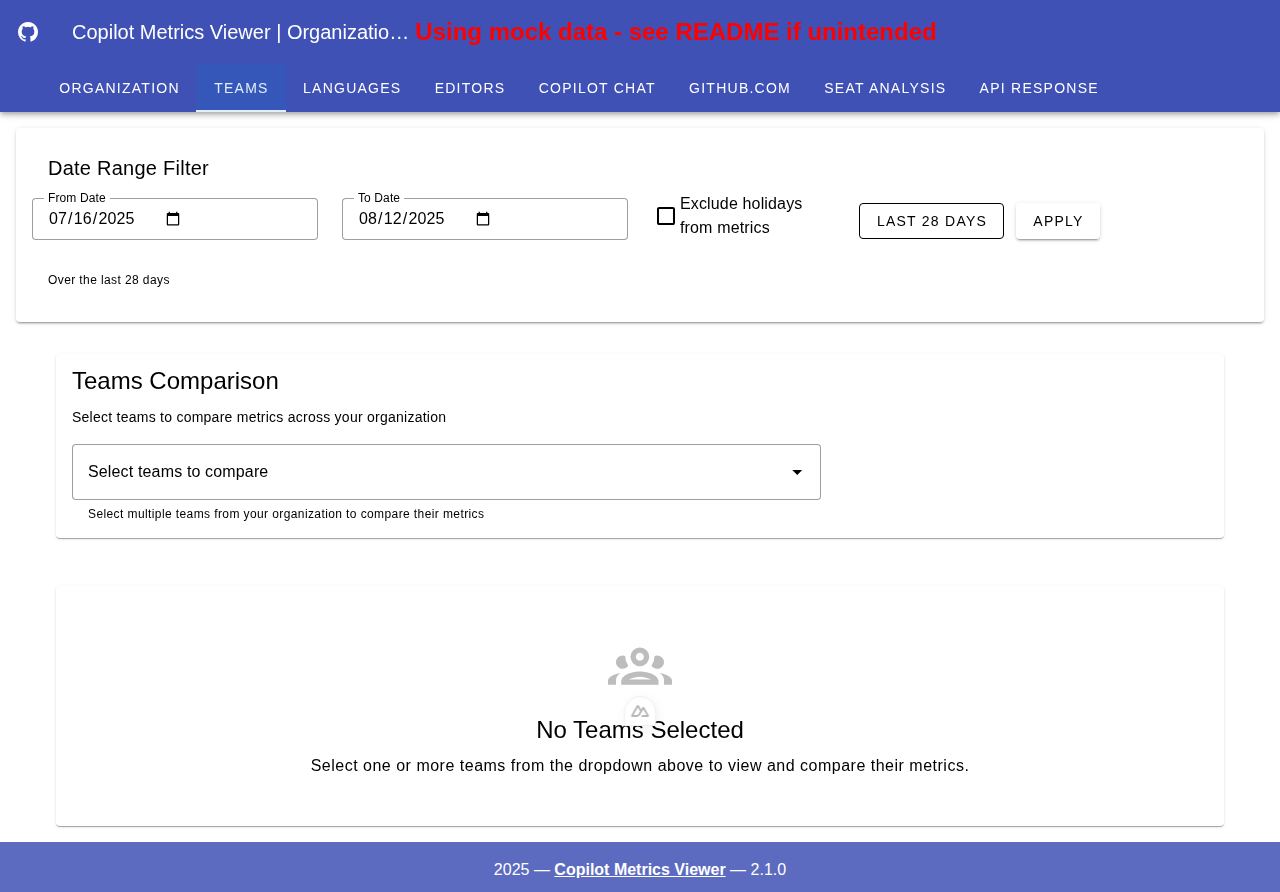 Copilot Metrics Viewer | Organizatio… Using mock data - see README if unintended
ORGANIZATION TEAMS LANGUAGES EDITORS COPILOT CHAT GITHUB.COM SEAT ANALYSIS API RESPONSE
Date Range Filter
From Date To Date
07/16/2025 08/12/2025
Exclude holidays
from metrics
LAST 28 DAYS APPLY
Over the last 28 days
Teams Comparison
Select teams to compare metrics across your organization
Select teams to compare
Select multiple teams from your organization to compare their metrics
No Teams Selected
Select one or more teams from the dropdown above to view and compare their metrics.
2025 — Copilot Metrics Viewer — 2.1.0